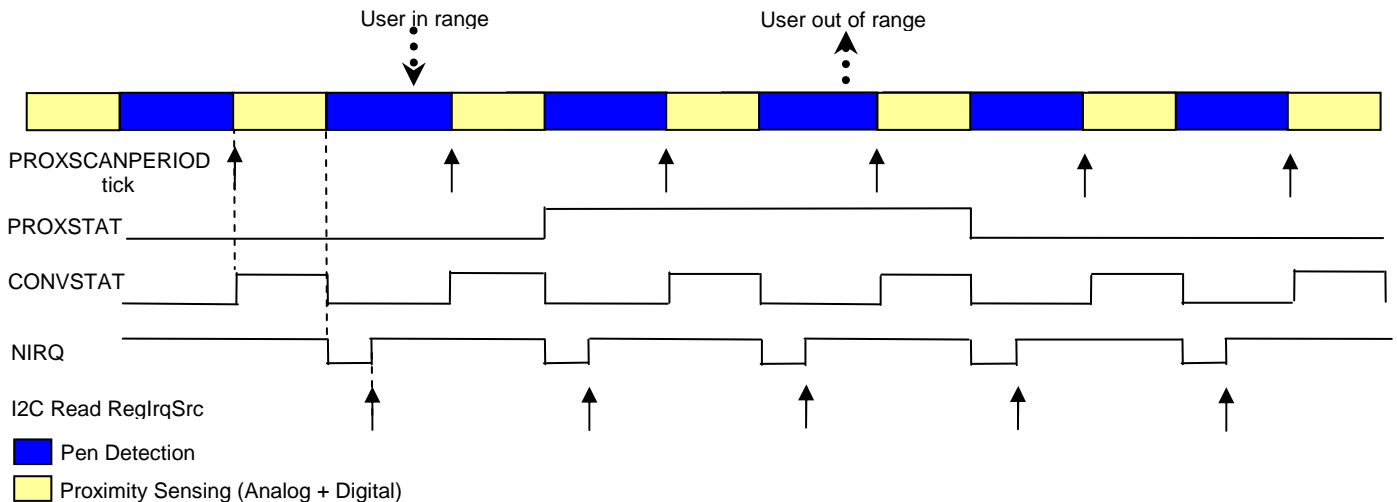 User in range
User out of range
PROXSCANPERIOD
tick
PROXSTAT
CONVSTAT
NIRQ
I2C Read RegIrqSrc
Pen Detection
Proximity Sensing (Analog + Digital)